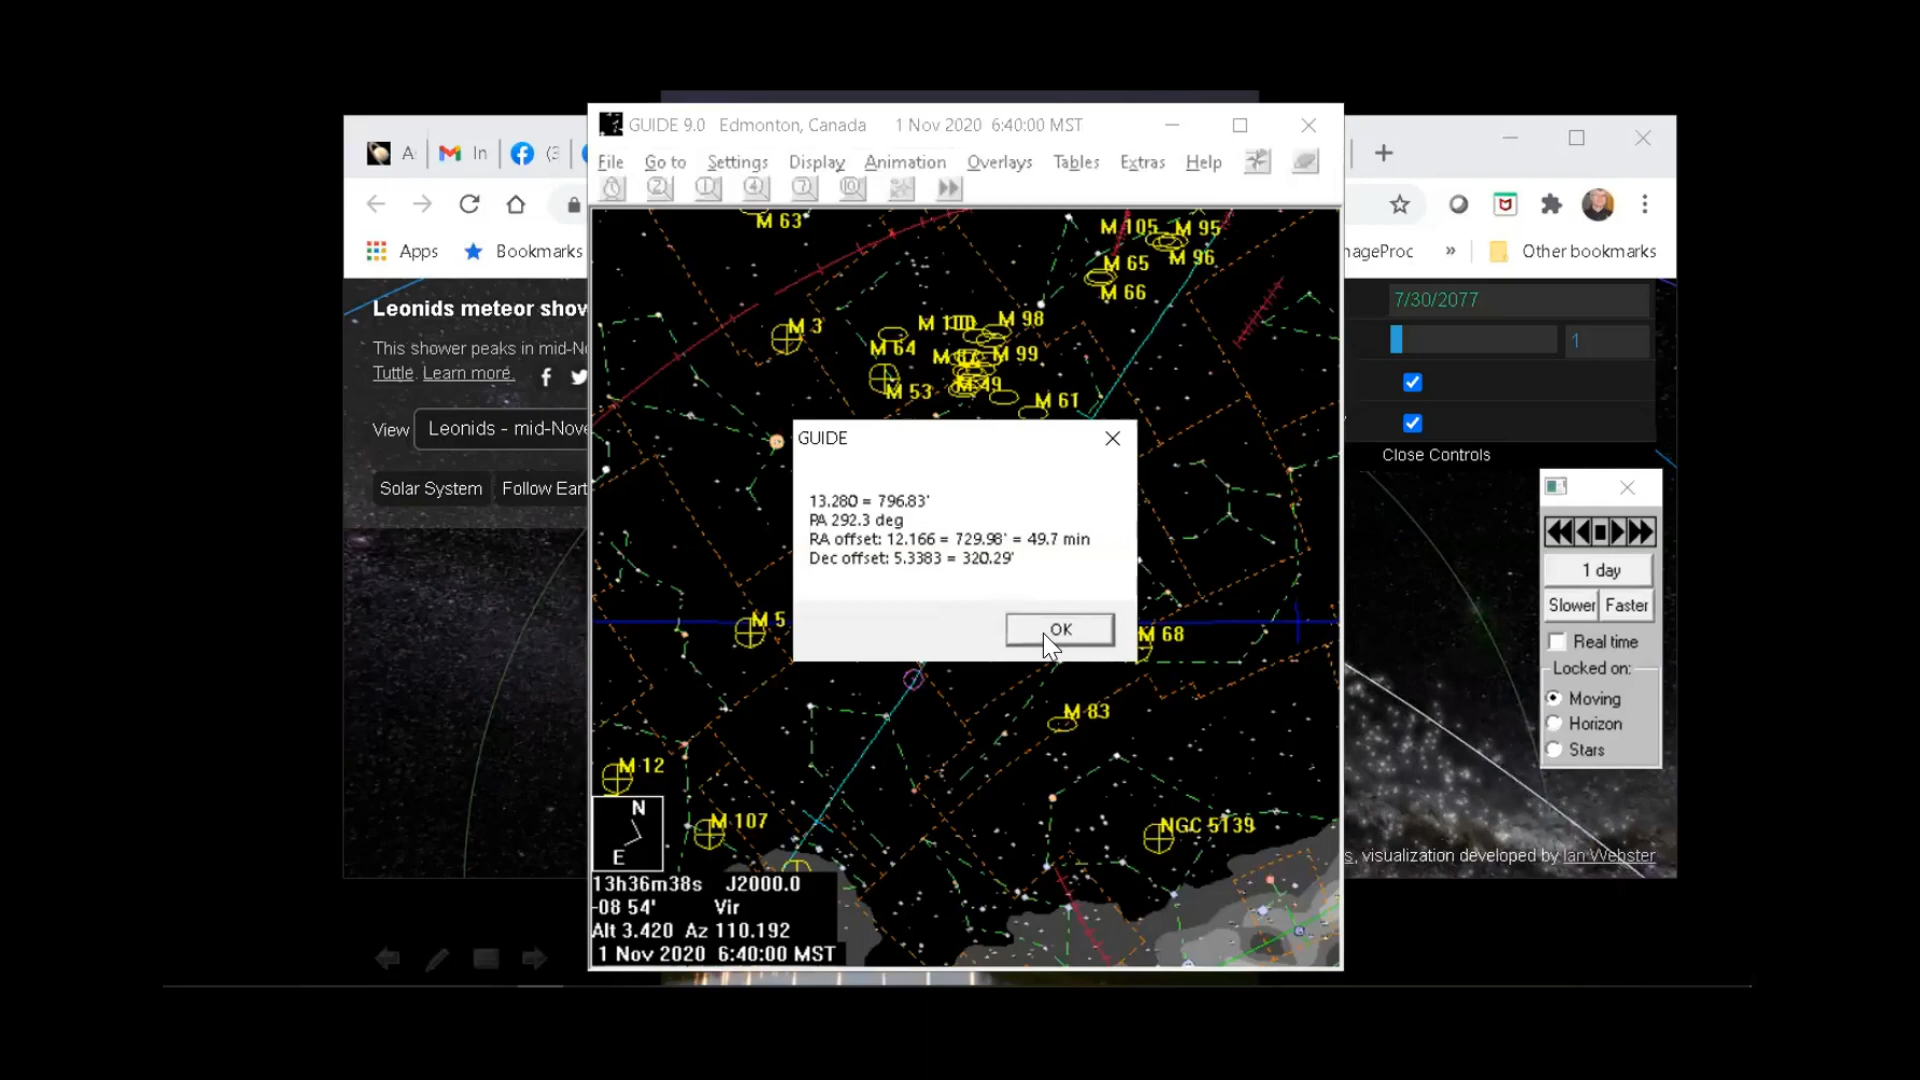 GUIDE 9.0 Edmonton, Canada 1 Nov 2020 6:40:00 MST
File Go to Settings Display Animation Overlays Tables Extras Help
A In (3
Apps Bookmarks
ageProc » Other bookmarks
Leonids meteor show
This shower peaks in mid-No
Tuttle. Learn more.
View Leonids - mid-Nove
Solar System Follow Eart
M 63
M 105 M 95
M 65 M 96
M 66
M 3
M 98
M 64
M 99
M 53
M 49
M 61
GUIDE
13.280 = 796.83'
PA 292.3 deg
RA offset: 12.166 = 729.98' = 49.7 min
Dec offset: 5.3383 = 320.29'
OK
M 5
M 68
M 83
M 12
M 107
NGC 5139
N
E
13h36m38s J2000.0
-08 54' Vir
Alt 3.420 Az 110.192
1 Nov 2020 6:40:00 MST
7/30/2077
1
Close Controls
1 day
Slower Faster
Real time
Locked on:
Moving
Horizon
Stars
s, visualization developed by Ian Webster